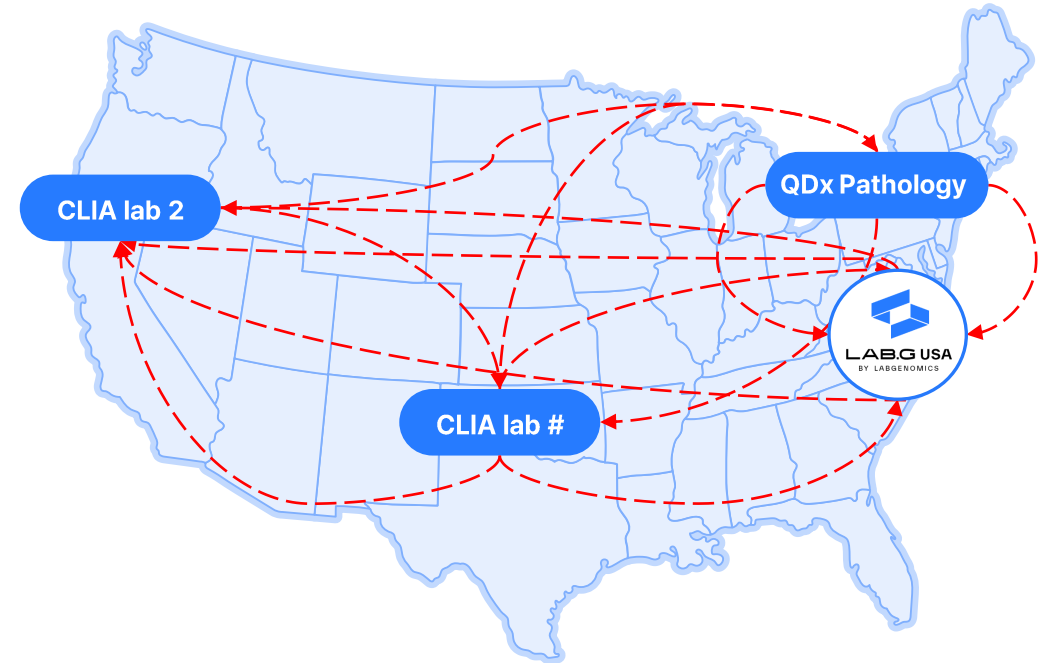 QDx Pathology
CLIA lab 2
LAB.G USA
BY LABGENOMICS
CLIA lab #